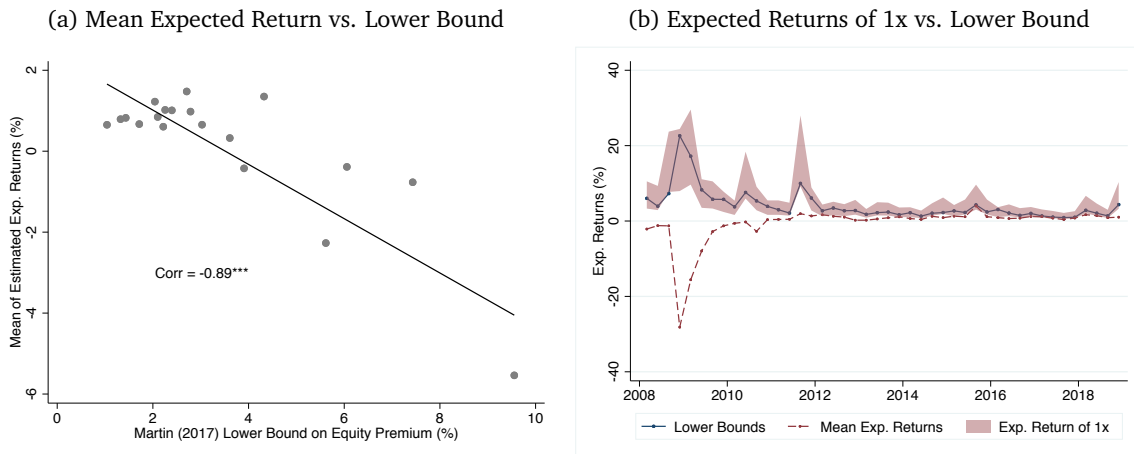 (a) Mean Expected Return vs. Lower Bound
Mean of Estimated Exp. Returns (%)
2
0
-2
-4
-6
Corr = -0.89***
0 2 4 6 8 10
Martin (2017) Lower Bound on Equity Premium (%)
(b) Expected Returns of 1x vs. Lower Bound
Exp. Returns (%)
40
20
0
-20
-40
2008 2010 2012 2014 2016 2018
Lower Bounds Mean Exp. Returns Exp. Return of 1x